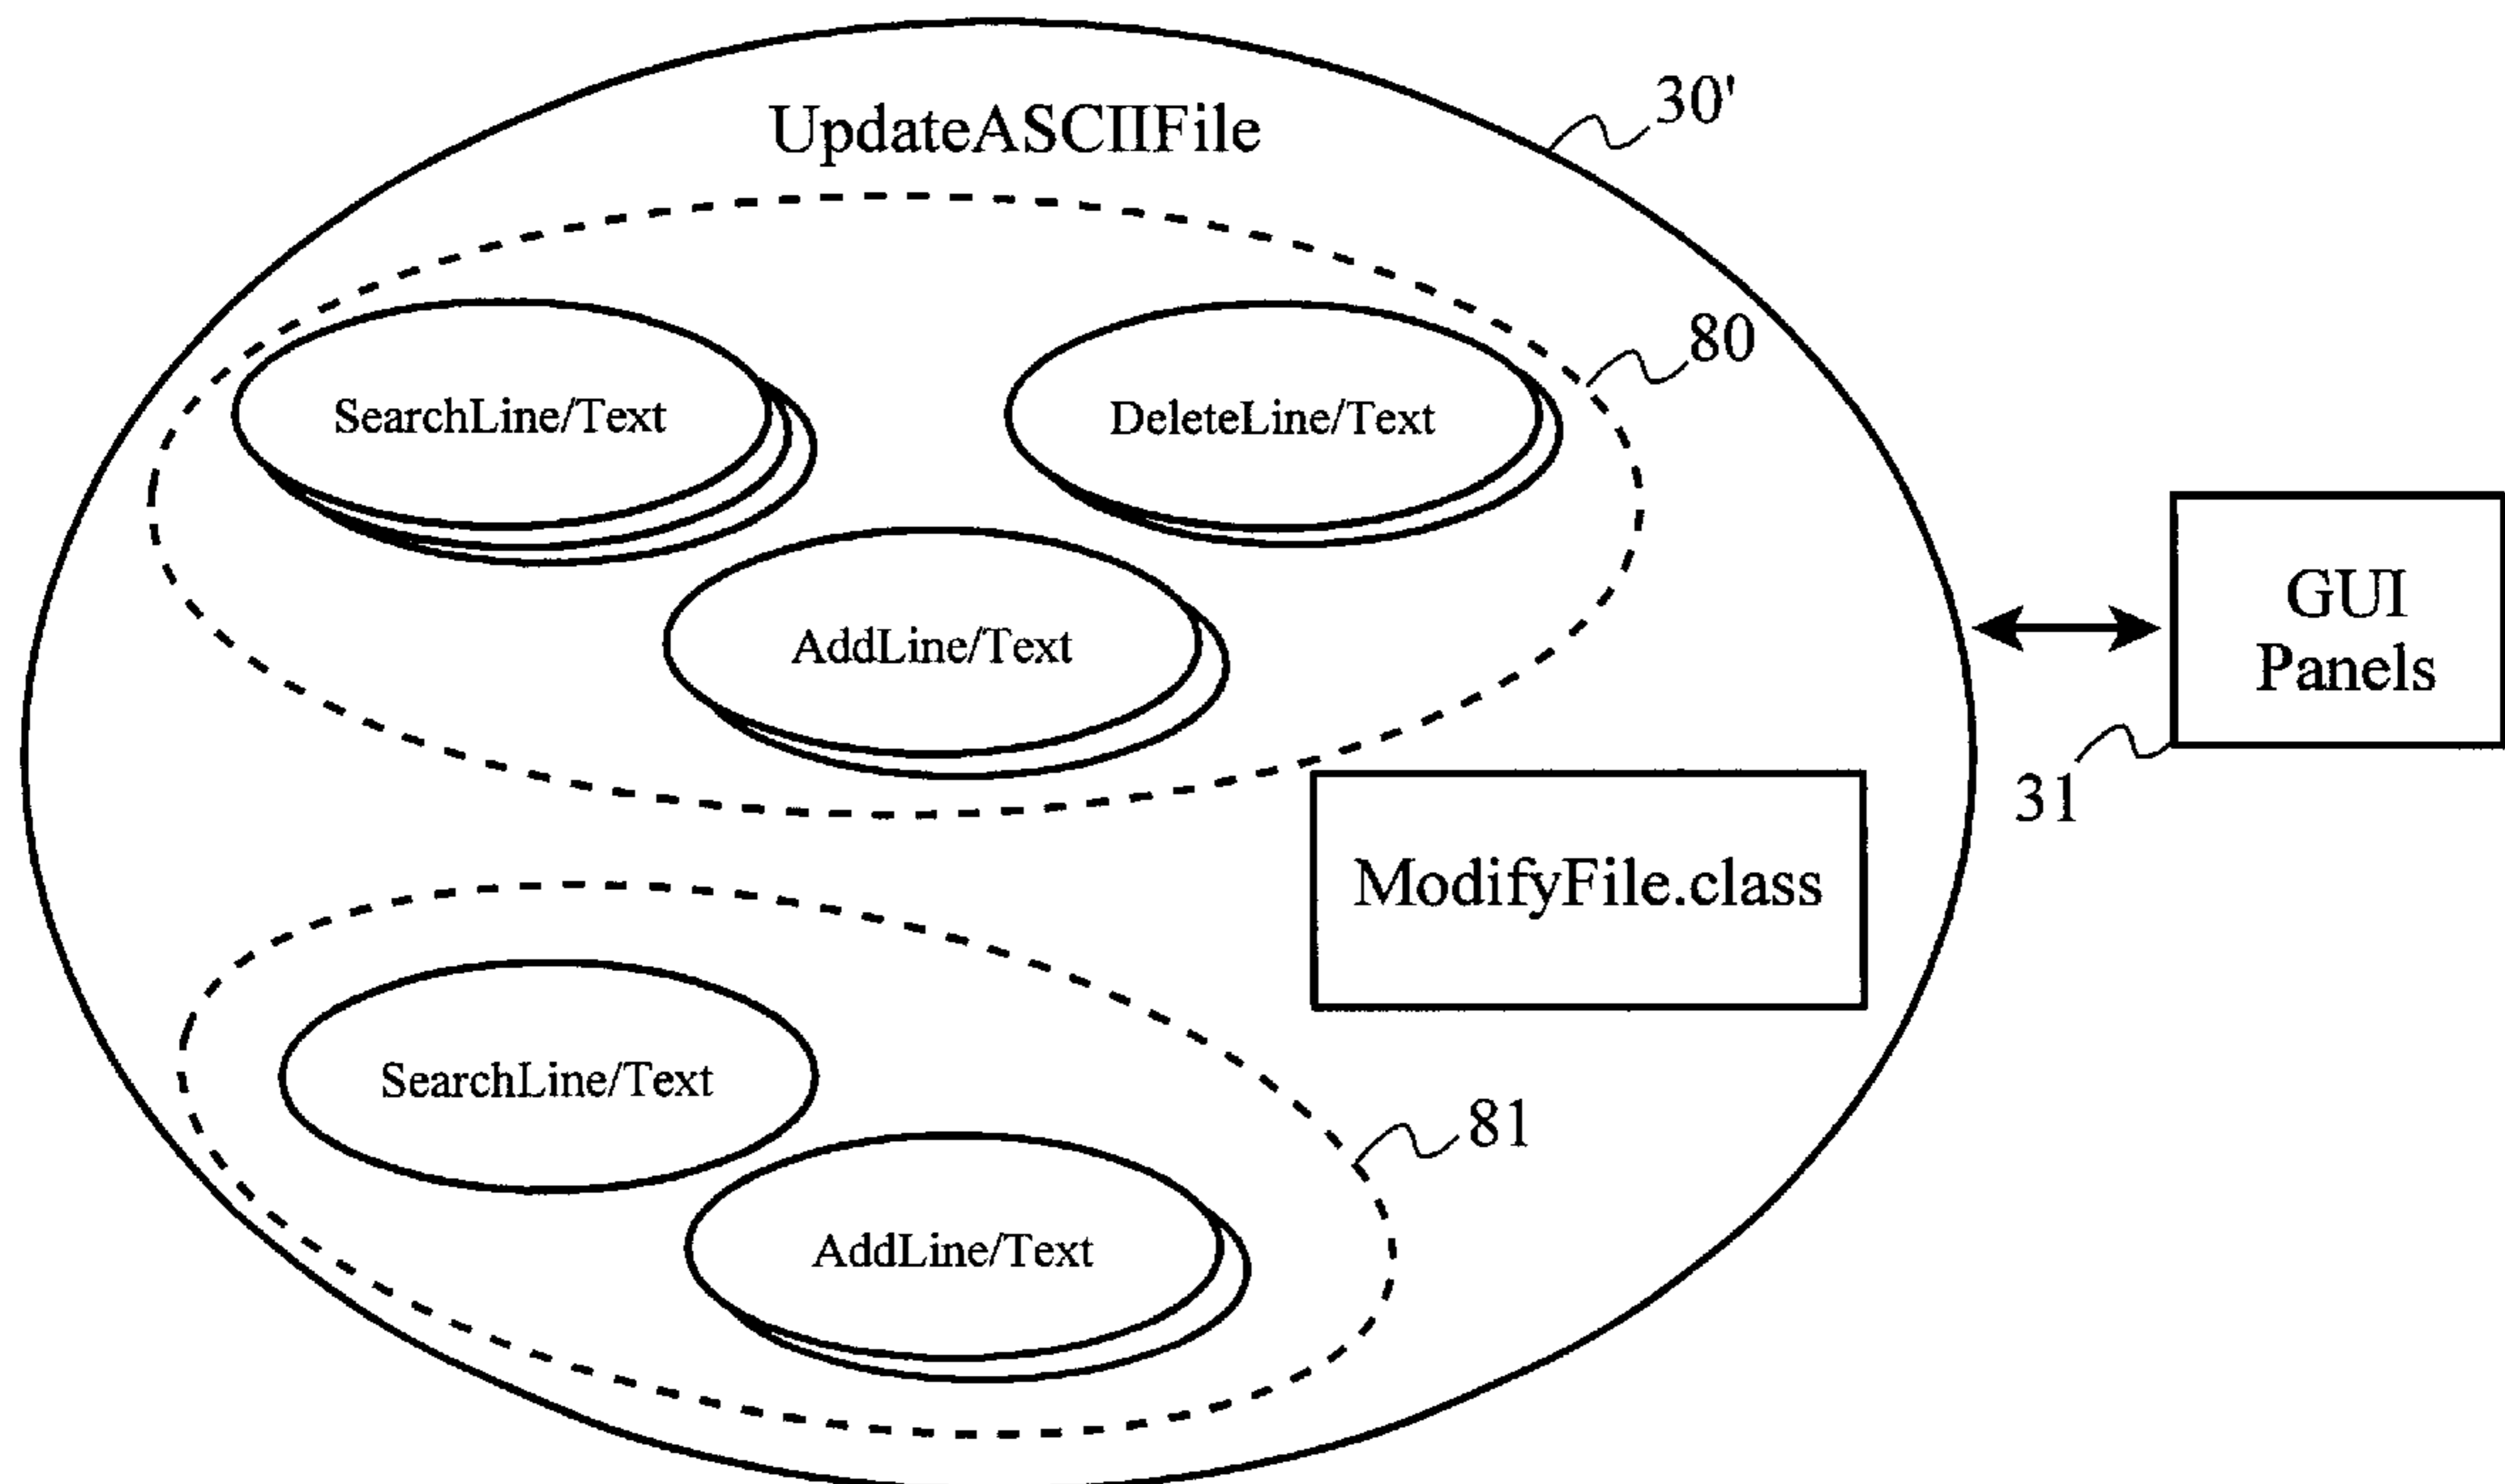 UpdateASCIIFile
30'
80
SearchLine/Text
DeleteLine/Text
AddLine/Text
GUI
Panels
31
ModifyFile.class
SearchLine/Text
81
AddLine/Text